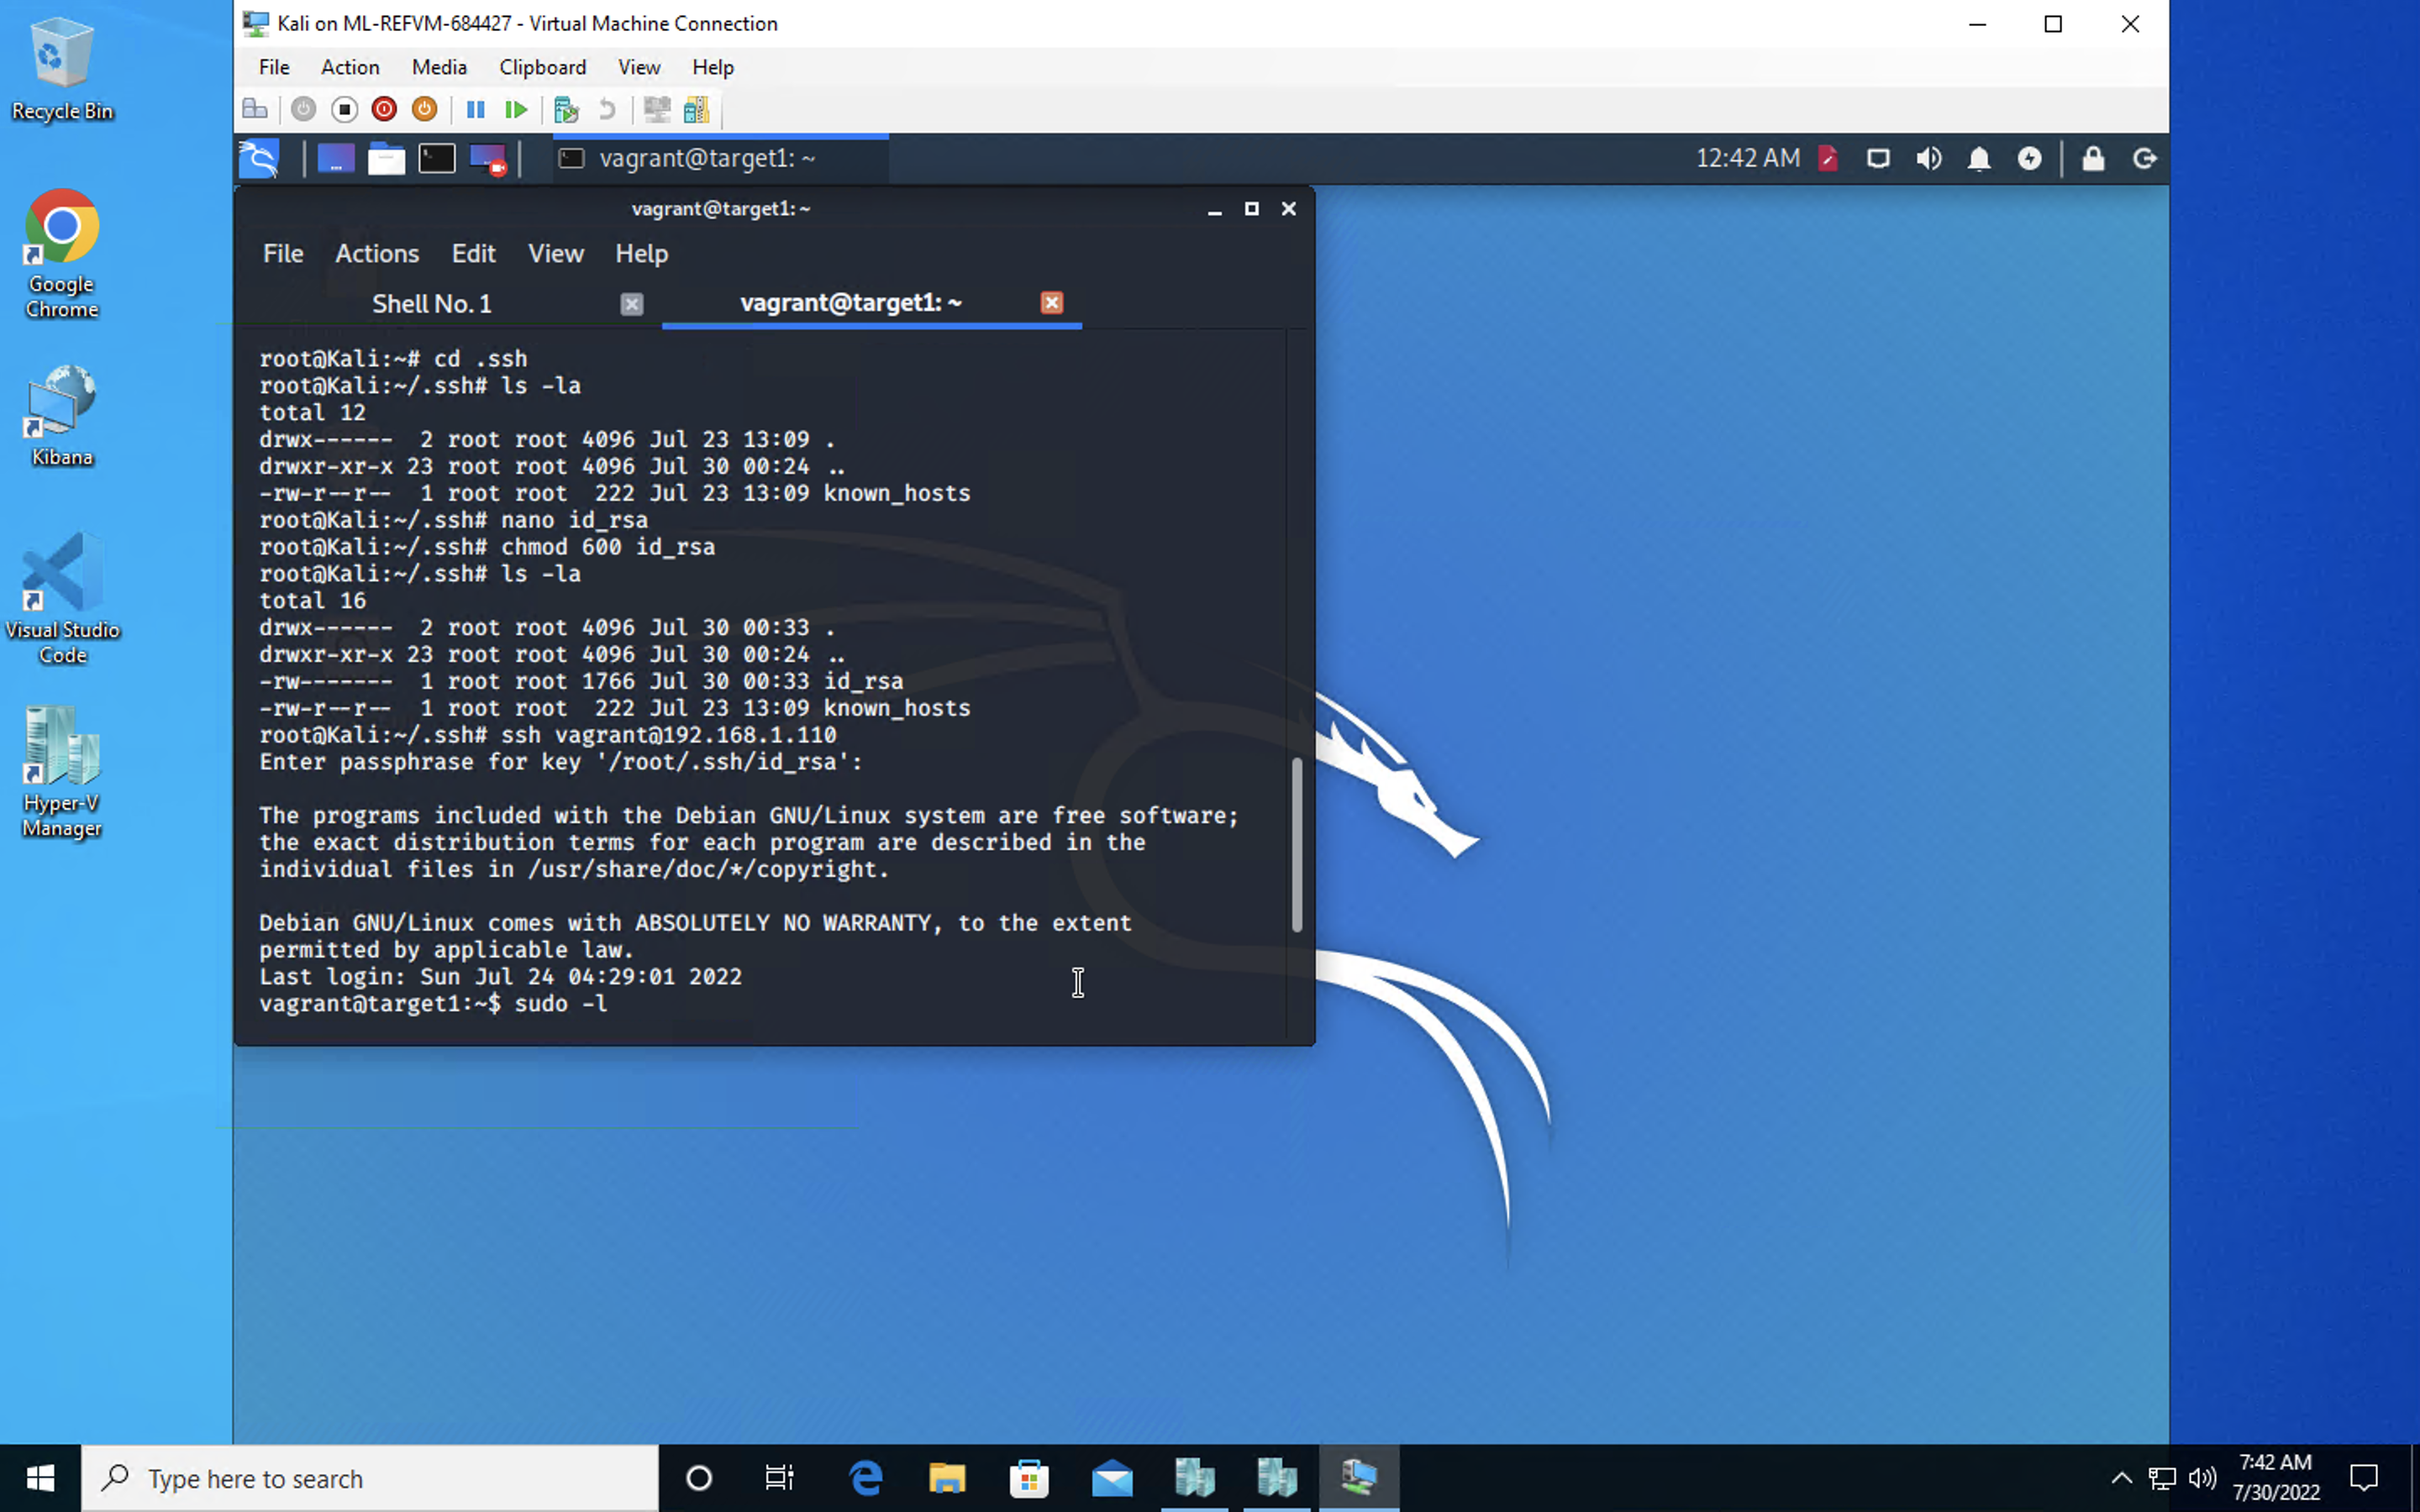 Kali on ML-REFVM-684427 - Virtual Machine Connection
File Action Media Clipboard View Help
vagrant@target1: ~
12:42 AM
vagrant@target1: ~
File Actions Edit View Help
Shell No. 1
vagrant@target1: ~
root@Kali:~# cd .ssh
root@Kali:~/.ssh# ls -la
total 12
drwx------  2 root root 4096 Jul 23 13:09 .
drwxr-xr-x 23 root root 4096 Jul 30 00:24 ..
-rw-r--r--  1 root root  222 Jul 23 13:09 known_hosts
root@Kali:~/.ssh# nano id_rsa
root@Kali:~/.ssh# chmod 600 id_rsa
root@Kali:~/.ssh# ls -la
total 16
drwx------  2 root root 4096 Jul 30 00:33 .
drwxr-xr-x 23 root root 4096 Jul 30 00:24 ..
-rw-------  1 root root 1766 Jul 30 00:33 id_rsa
-rw-r--r--  1 root root  222 Jul 23 13:09 known_hosts
root@Kali:~/.ssh# ssh vagrant@192.168.1.110
Enter passphrase for key '/root/.ssh/id_rsa':
The programs included with the Debian GNU/Linux system are free software;
the exact distribution terms for each program are described in the
individual files in /usr/share/doc/*/copyright.
Debian GNU/Linux comes with ABSOLUTELY NO WARRANTY, to the extent
permitted by applicable law.
Last login: Sun Jul 24 04:29:01 2022
vagrant@target1:~$ sudo -l
Recycle Bin
Google
Chrome
Kibana
Visual Studio
Code
Hyper-V
Manager
Type here to search
7:42 AM
7/30/2022